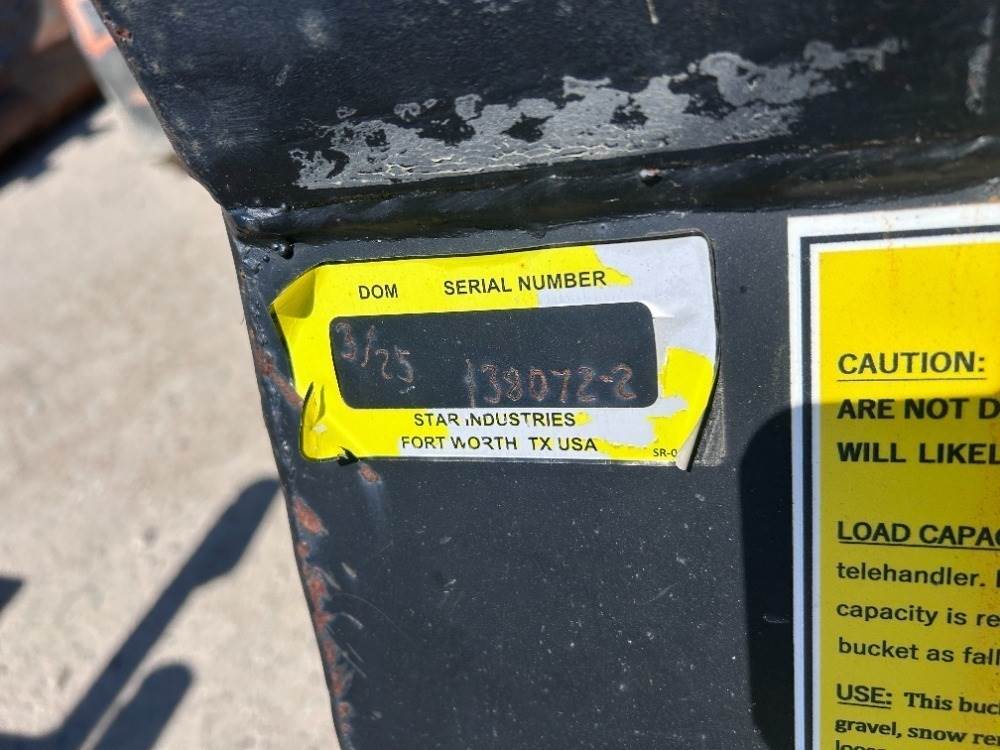 DOM SERIAL NUMBER
3/25 138072-2
STAR INDUSTRIES
FORT WORTH TX USA
SR-0
CAUTION:
ARE NOT D
WILL LIKEL
LOAD CAPAC
telehandler.
capacity is re
bucket as fall
USE: This buc
gravel, snow re